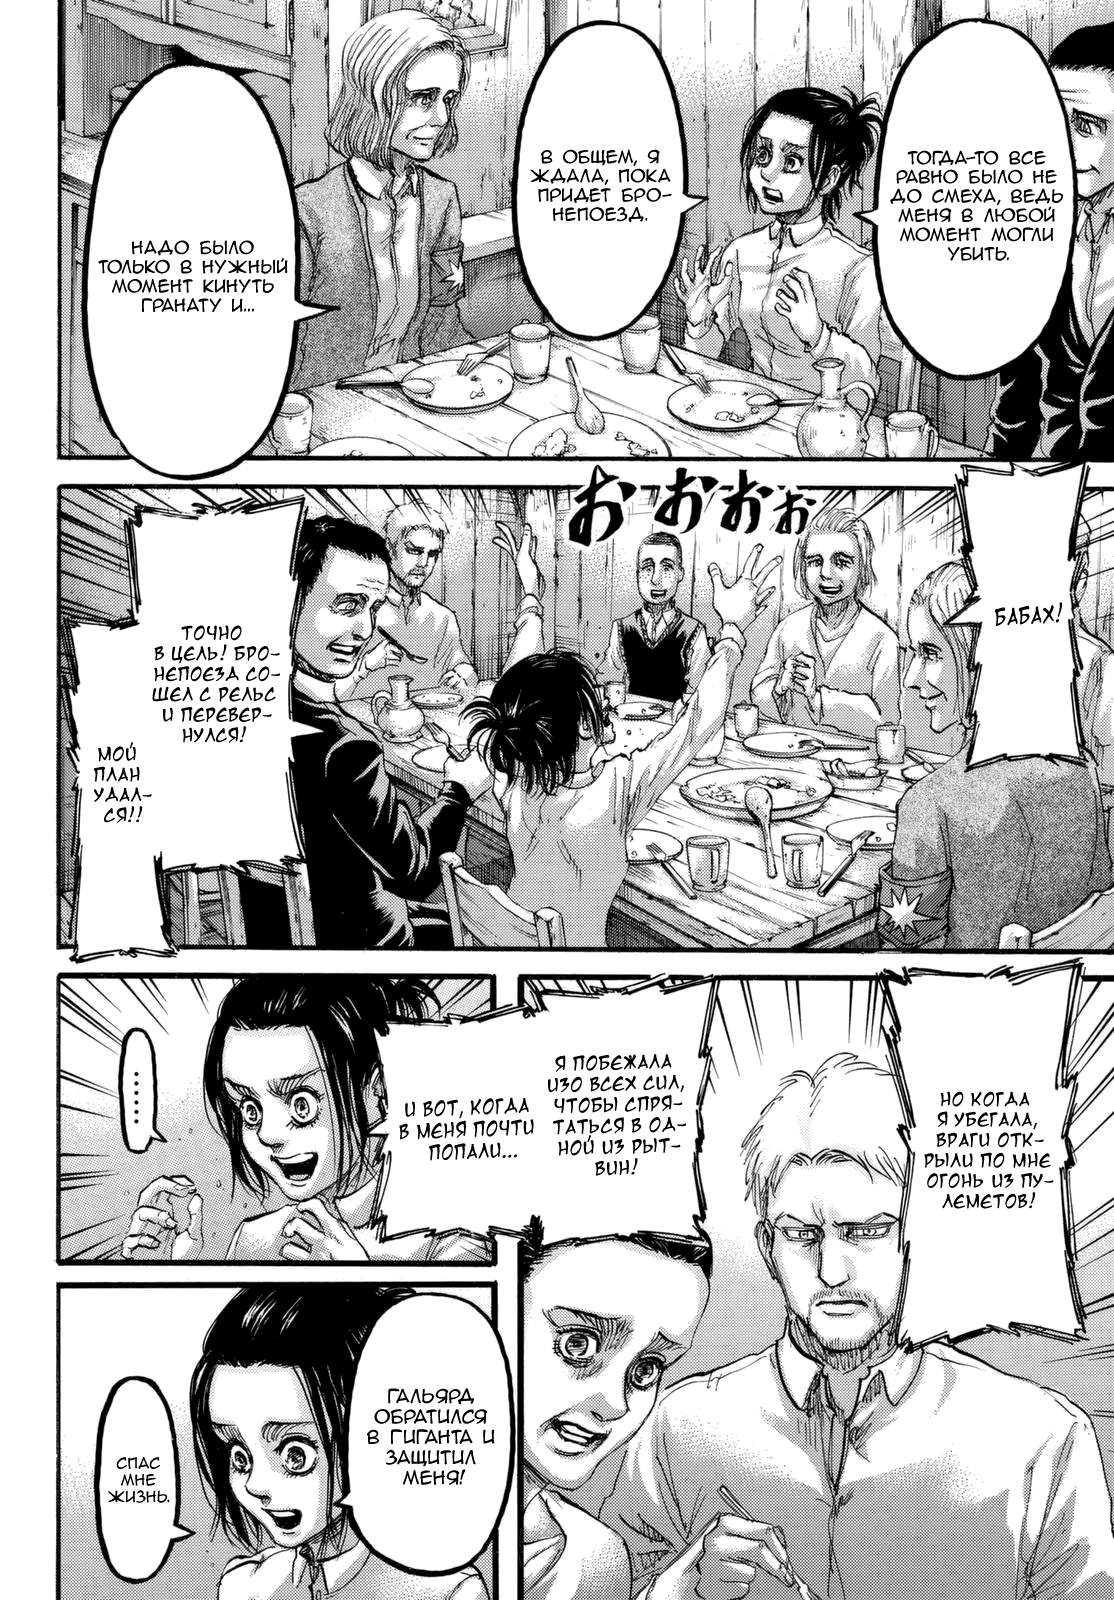 ТОГДА-ТО ВСЕ
РАВНО БЫЛО НЕ
ДО СМЕХА, ВЕДЬ
МЕНЯ В ЛЮБОЙ
МОМЕНТ МОГЛИ
УБИТЬ.
В ОБЩЕМ, Я
ЖДАЛА, ПОКА
ПРИДЕТ БРО-
НЕПОЕЗД.
НАДО БЫЛО
ТОЛЬКО В НУЖНЫЙ
МОМЕНТ КИНУТЬ
ГРАНАТУ И...
おおおお
БАБАХ!
ТОЧНО
В ЦЕЛЬ! БРО-
НЕПОЕЗА СО-
ШЕЛ С РЕЛЬС
И ПЕРЕВЕР-
НУЛСЯ!
МОЙ
ПЛАН
УДАЛ-
СЯ!!
НО КОГДА
Я УБЕГАЛА,
ВРАГИ ОТК-
РЫЛИ ПО МНЕ
ОГОНЬ ИЗ ПУ-
ЛЕМЕТОВ!
Я ПОБЕЖАЛА
ИЗО ВСЕХ СИЛ,
ЧТОБЫ СПРЯ-
ТАТЬСЯ В ОД-
НОЙ ИЗ РЫТ-
ВИН!
И ВОТ, КОГДА
В МЕНЯ ПОЧТИ
ПОПАЛИ...
......
ГАЛЬЯРД
ОБРАТИЛСЯ
В ГИГАНТА И
ЗАЩИТИЛ
МЕНЯ!
СПАС
МНЕ
ЖИЗНЬ.